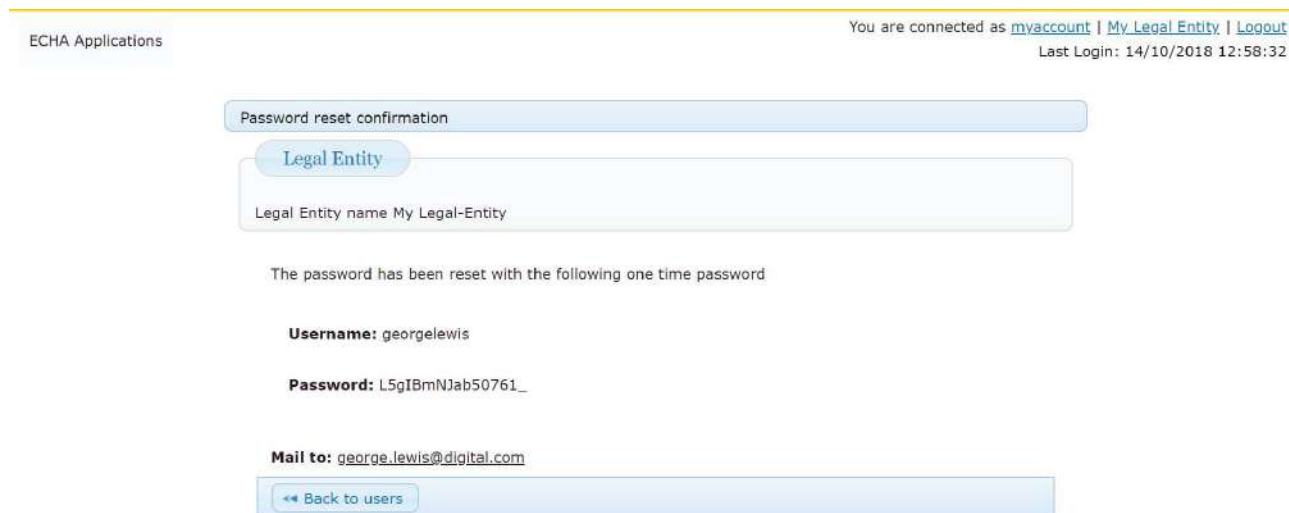 You are connected as myaccount | My Legal Entity | Logout
ECHA Applications
Last Login: 14/10/2018 12:58:32
Password reset confirmation
Legal Entity
Legal Entity name My Legal-Entity
The password has been reset with the following one time password
Username: georgelewis
Password: L5gIBmNJab50761_
Mail to: george.lewis@digital.com
Back to users